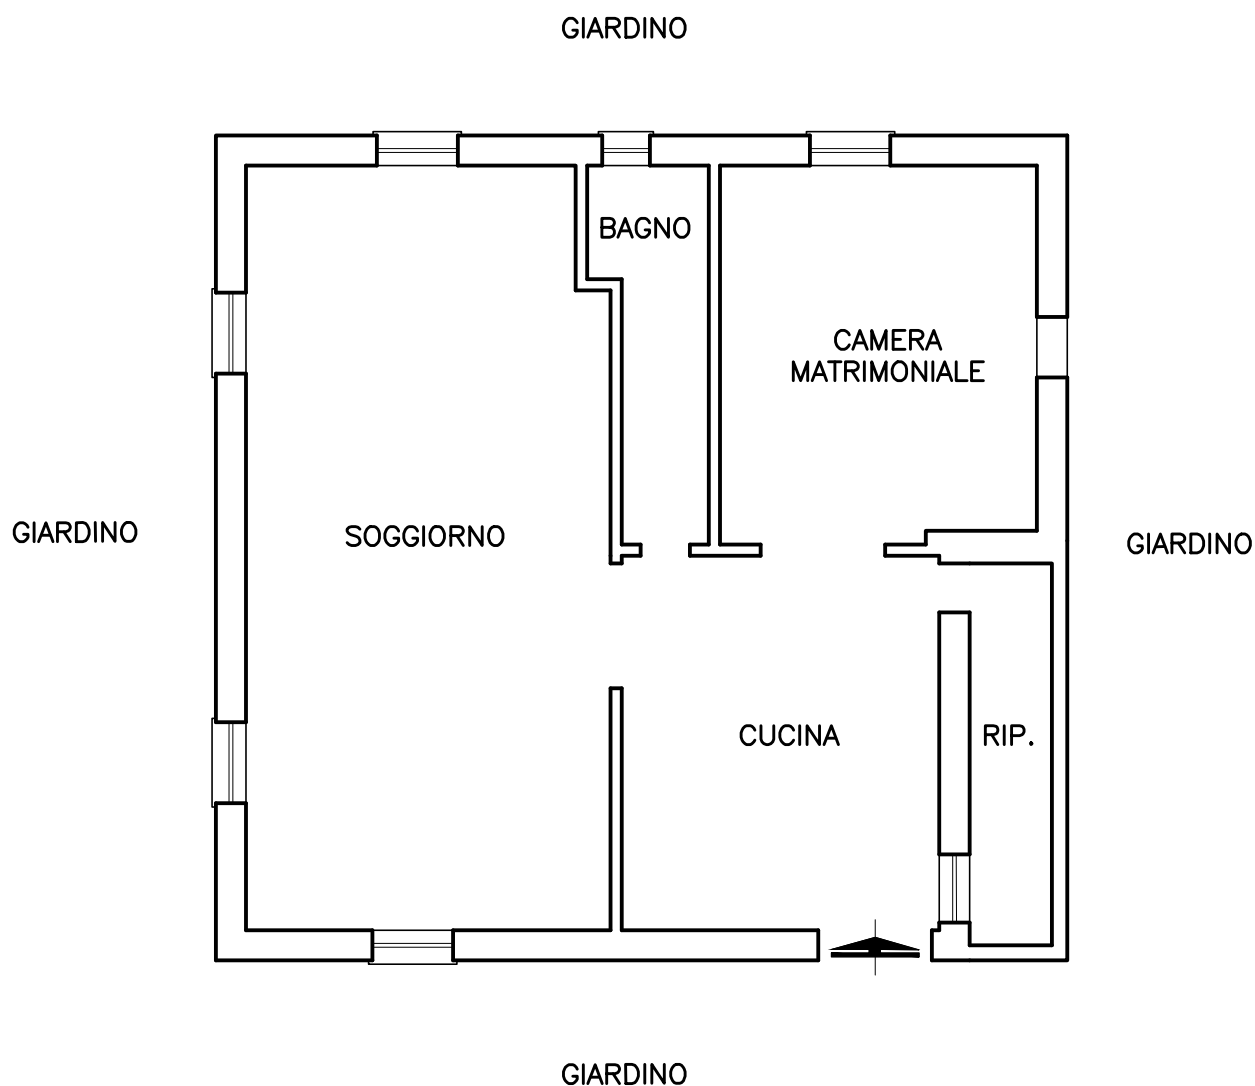 GIARDINO
BAGNO
CAMERA
MATRIMONIALE
GIARDINO
SOGGIORNO
GIARDINO
CUCINA
RIP.
GIARDINO